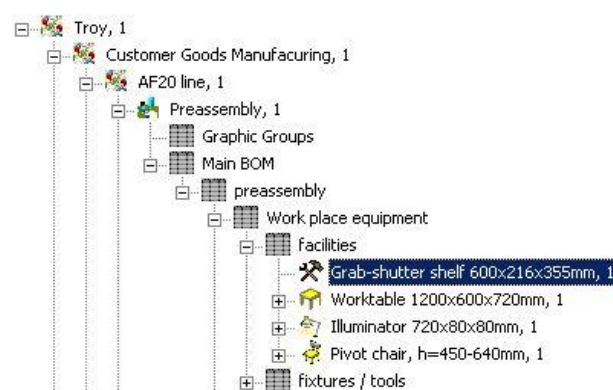 Troy, 1
Customer Goods Manufacuring, 1
AF20 line, 1
Preassembly, 1
Graphic Groups
Main BOM
preassembly
Work place equipment
facilities
Grab-shutter shelf 600x216x355mm, 1
Worktable 1200x600x720mm, 1
Illuminator 720x80x80mm, 1
Pivot chair, h=450-640mm, 1
fixtures / tools